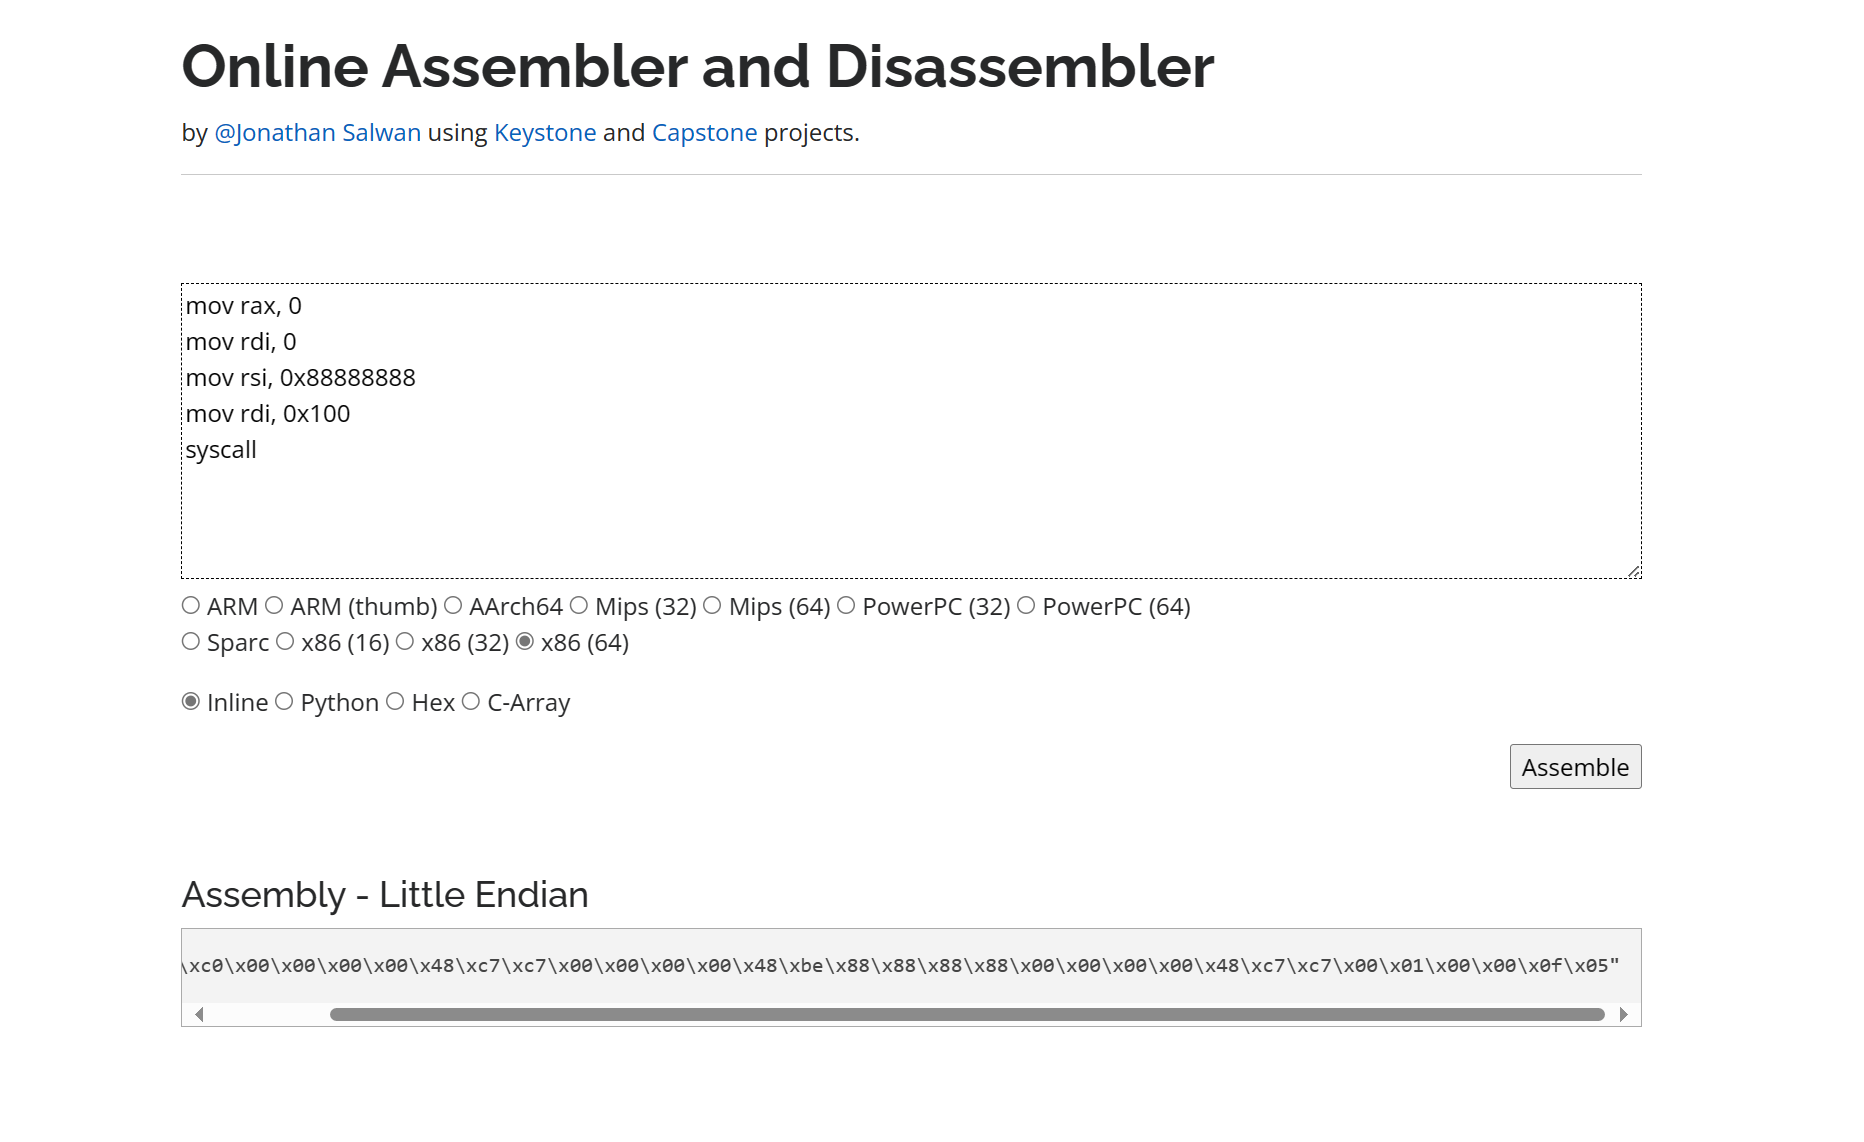 Online Assembler and Disassembler
by @Jonathan Salwan using Keystone and Capstone projects.
mov rax, 0
mov rdi, 0
mov rsi, 0x88888888
mov rdi, 0x100
syscall
ARM ARM (thumb) AArch64 Mips (32) Mips (64) PowerPC (32) PowerPC (64)
Sparc x86 (16) x86 (32) x86 (64)
Inline Python Hex C-Array
Assemble
Assembly - Little Endian
\xc0\x00\x00\x00\x00\x48\xc7\xc7\x00\x00\x00\x00\x48\xbe\x88\x88\x88\x88\x00\x00\x00\x00\x48\xc7\xc7\x00\x01\x00\x00\x0f\x05"